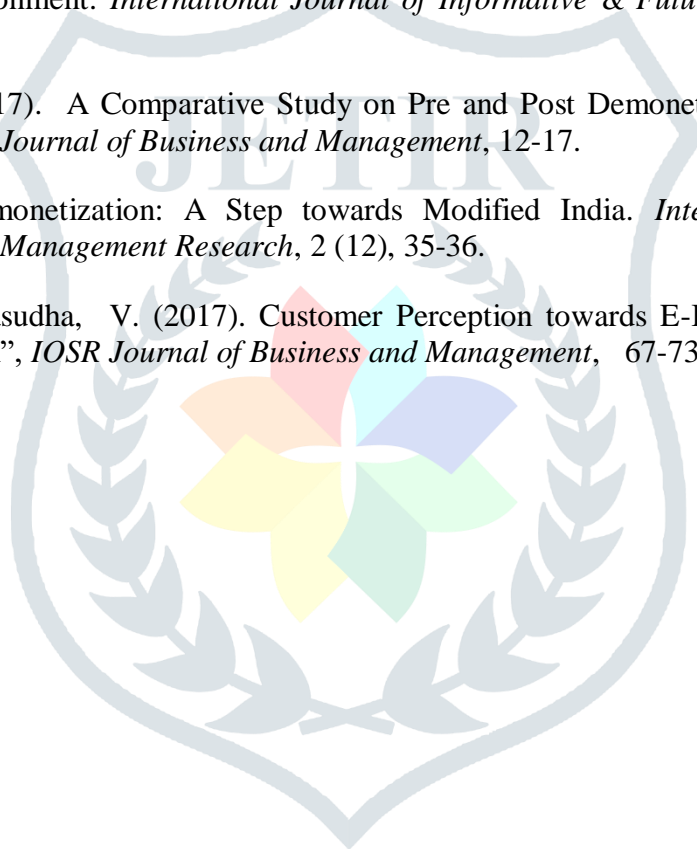 onment. International Journal of Informative & Futu
17). A Comparative Study on Pre and Post Demonet
Journal of Business and Management, 12-17.
monetization: A Step towards Modified India. Inte
Management Research, 2 (12), 35-36.
sudha, V. (2017). Customer Perception towards E-
”, IOSR Journal of Business and Management, 67-73
JETIR